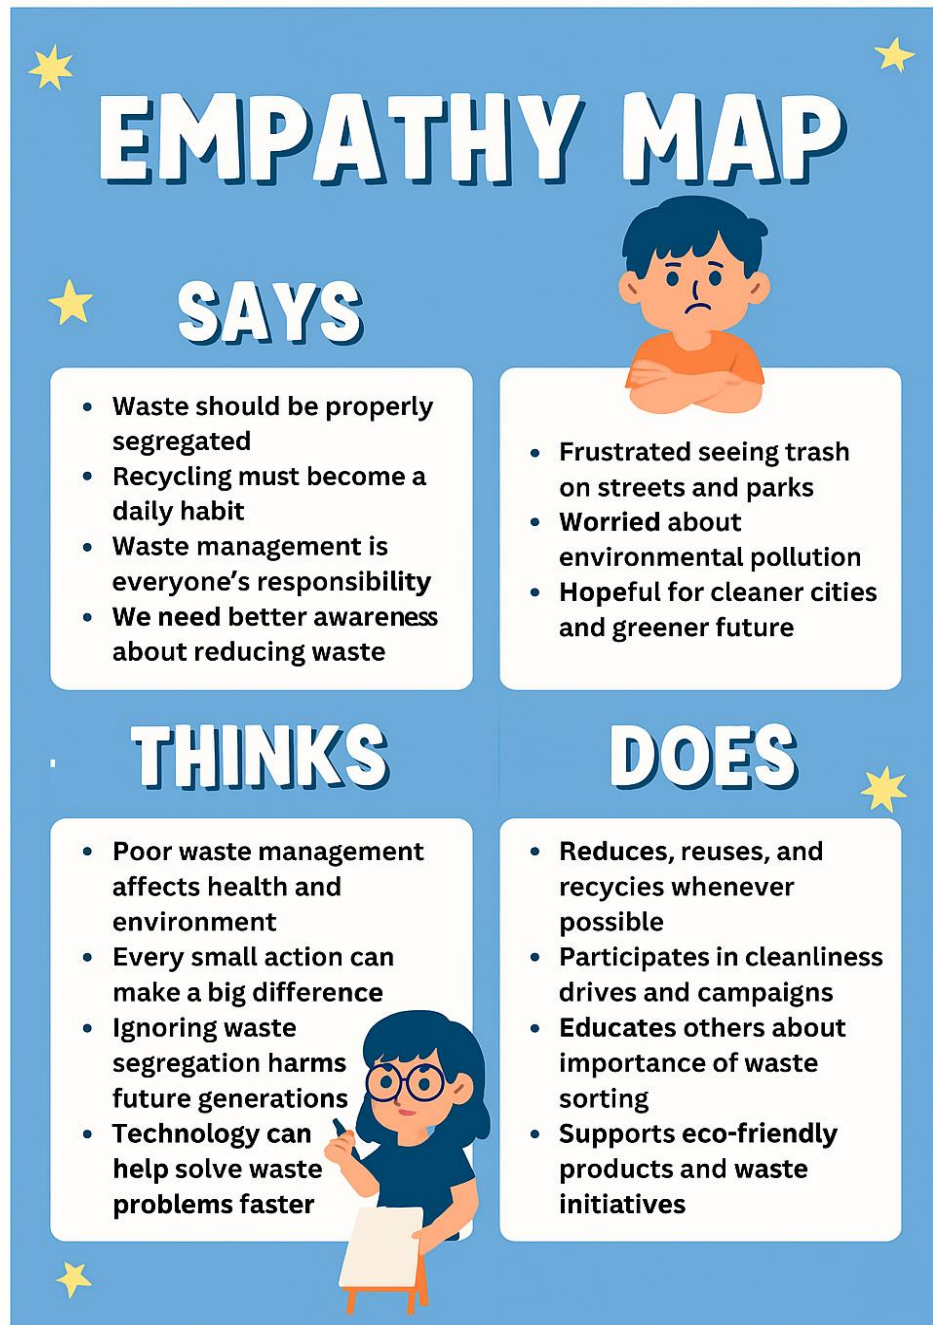 EMPATHY MAP
SAYS
• Waste should be properly
segregated
• Recycling must become a
daily habit
• Waste management is
everyone's responsibility
• We need better awareness
about reducing waste
• Frustrated seeing trash
on streets and parks
• Worried about
environmental pollution
• Hopeful for cleaner cities
and greener future
THINKS
• Poor waste management
affects health and
environment
• Every small action can
make a big difference
• Ignoring waste
segregation harms
future generations
• Technology can
help solve waste
problems faster
DOES
• Reduces, reuses, and
recycies whenever
possible
• Participates in cleanliness
drives and campaigns
• Educates others about
importance of waste
sorting
• Supports eco-friendly
products and waste
initiatives